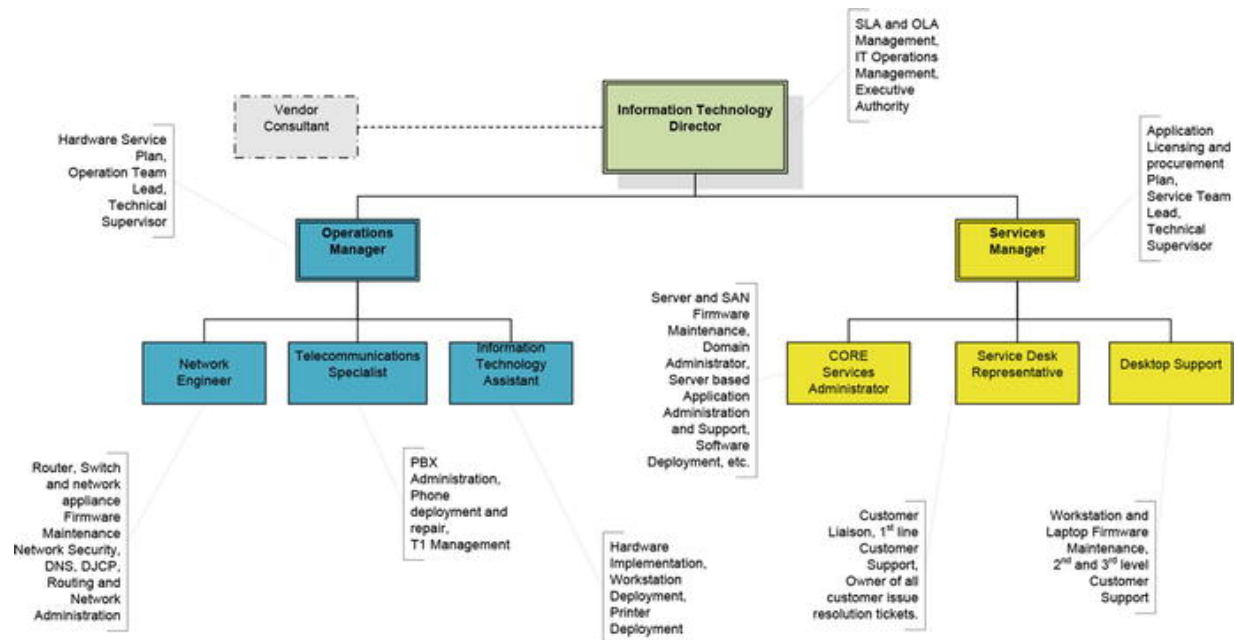 SLA and OLA
Management,
IT Operations
Management,
Executive
Authority
Vendor
Consultant
Information Technology
Director
Hardware Service
Plan,
Operation Team
Lead,
Technical
Supervisor
Application
Licensing and
procurement
Plan,
Service Team
Lead,
Technical
Supervisor
Operations
Manager
Services
Manager
Server and SAN
Firmware
Maintenance,
Domain
Administrator,
Server based
Application
Administration
and Support,
Software
Deployment, etc.
Network
Engineer
Telecommunications
Specialist
Information
Technology
Assistant
CORE
Services
Administrator
Service Desk
Representative
Desktop Support
Router, Switch
and network
appliance
Firmware
Maintenance
Network Security,
DNS, DJCP,
Routing and
Network
Administration
PBX
Administration,
Phone
deployment and
repair,
T1 Management
Hardware
Implementation,
Workstation
Deployment,
Printer
Deployment
Customer
Liaison, 1st line
Customer
Support,
Owner of all
customer issue
resolution tickets.
Workstation and
Laptop Firmware
Maintenance,
2nd and 3rd level
Customer
Support